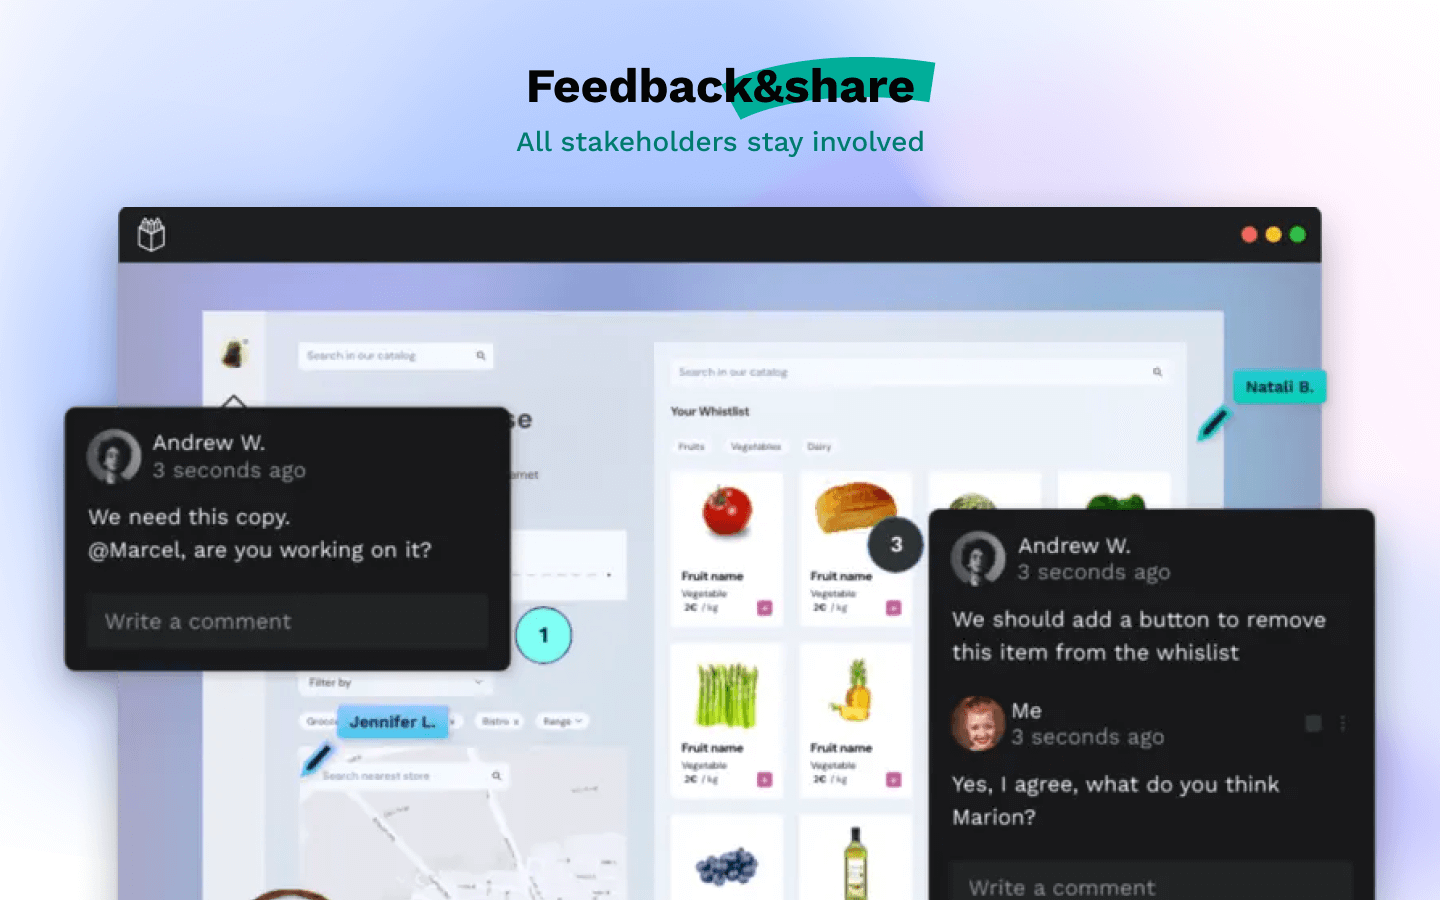 Feedback&share
All stakeholders stay involved
Search in our catalog
Search in our catalog
Natali B.
Your Whistlist
Fruits
Vegetables
Dairy
Andrew W.
3 seconds ago
We need this copy.
@Marcel, are you working on it?
Write a comment
se
amet
1
Filter by
Bistro x
Range
Jennifer L.
Search nearest store
Fruit name
Vegetable
2€ / kg
Fruit name
Vegetable
2€ / kg
Fruit name
Vegetable
2€ / kg
Fruit name
Vegetable
2€ / kg
3
Andrew W.
3 seconds ago
We should add a button to remove
this item from the whislist
Me
3 seconds ago
Yes, I agree, what do you think
Marion?
Write a comment